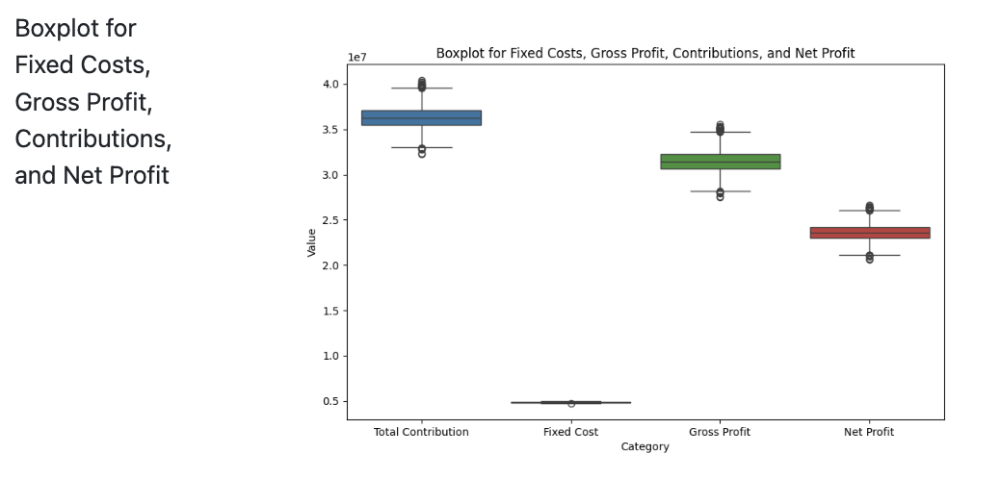 Boxplot for
Fixed Costs,
Gross Profit,
Contributions,
and Net Profit
Boxplot for Fixed Costs, Gross Profit, Contributions, and Net Profit
1e7
4.0
3.5
3.0
2.5
2.0
1.5
1.0
0.5
Value
Total Contribution
Fixed Cost
Gross Profit
Net Profit
Category